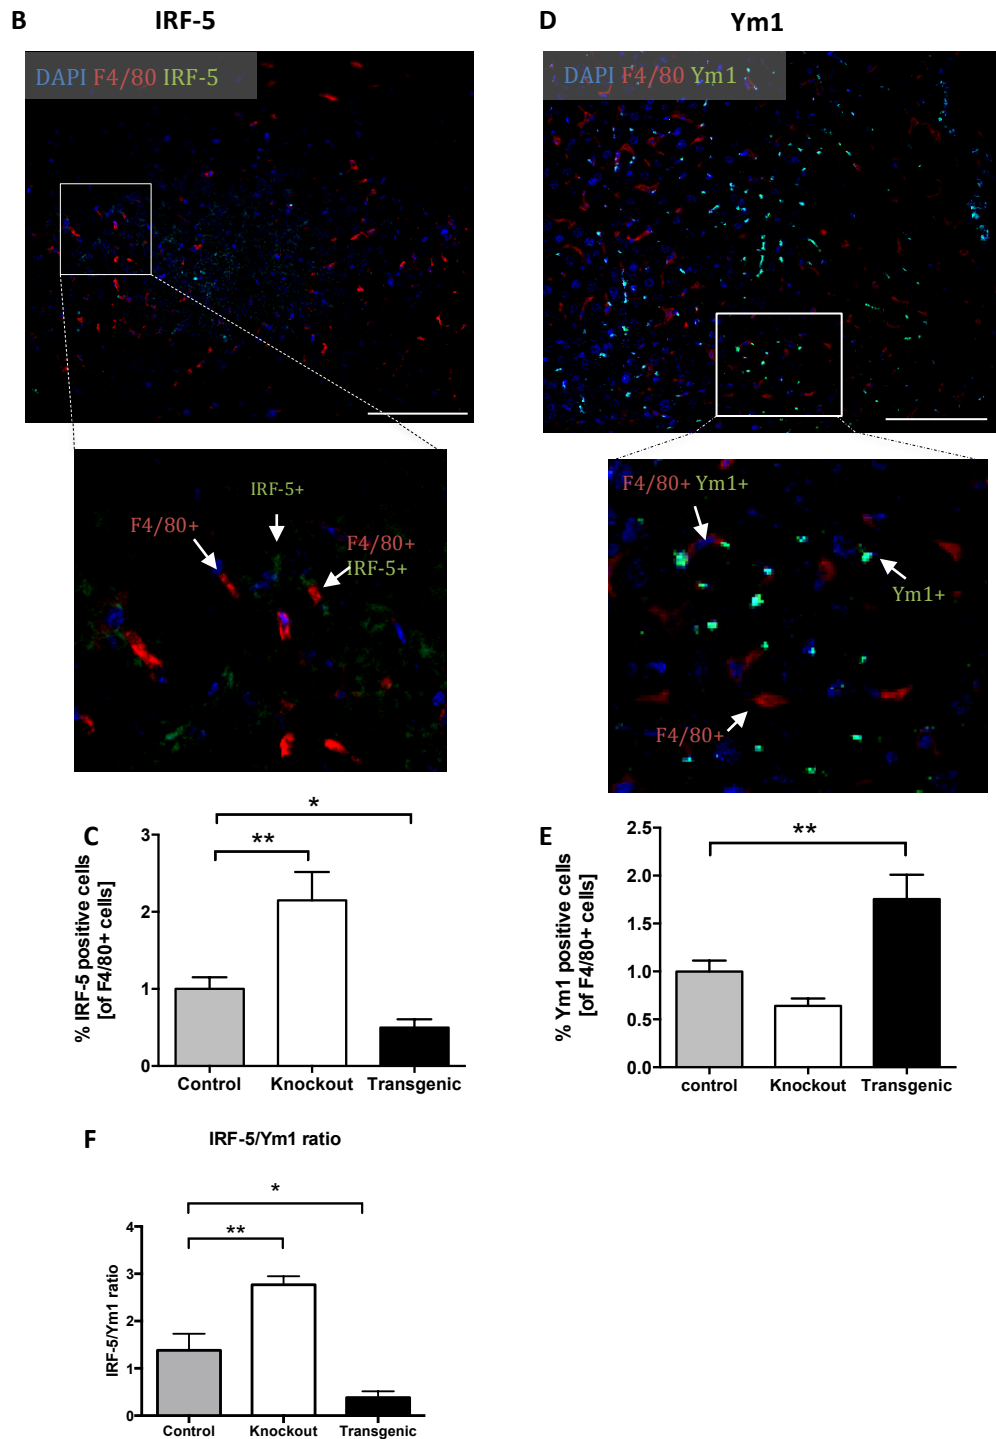 B
IRF-5
DAPI F4/80 IRF-5
IRF-5+
F4/80+
F4/80+
IRF-5+
D
Ym1
DAPI F4/80 Ym1
F4/80+ Ym1+
Ym1+
F4/80+
C
% IRF-5 positive cells
[of F4/80+ cells]
3
2
1
0
*
**
Control Knockout Transgenic
E
% Ym1 positive cells
[of F4/80+ cells]
2.5
2.0
1.5
1.0
0.5
0.0
**
control Knockout Transgenic
F
IRF-5/Ym1 ratio
IRF-5/Ym1 ratio
4
3
2
1
0
*
**
Control Knockout Transgenic